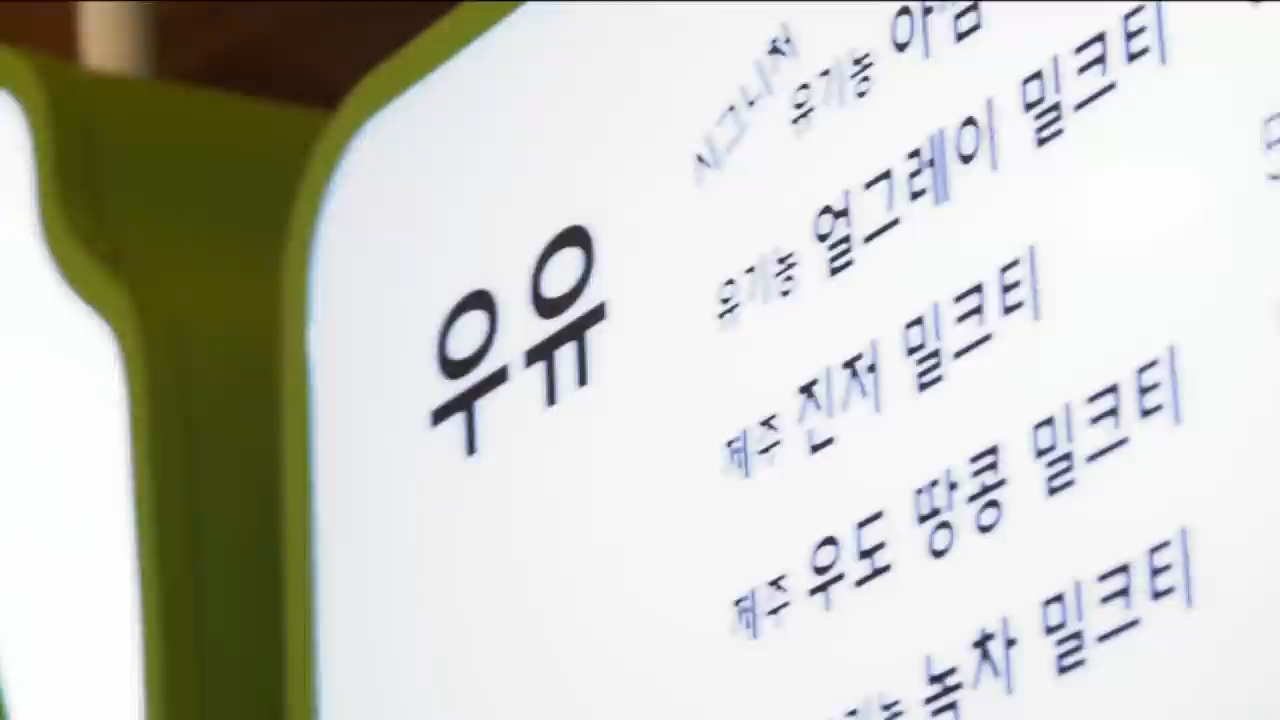 우유
시그니처
유기농
유기농 얼그레이 밀크티
제주 진저 밀크티
제주 우도 땅콩 밀크티
녹차 밀크티